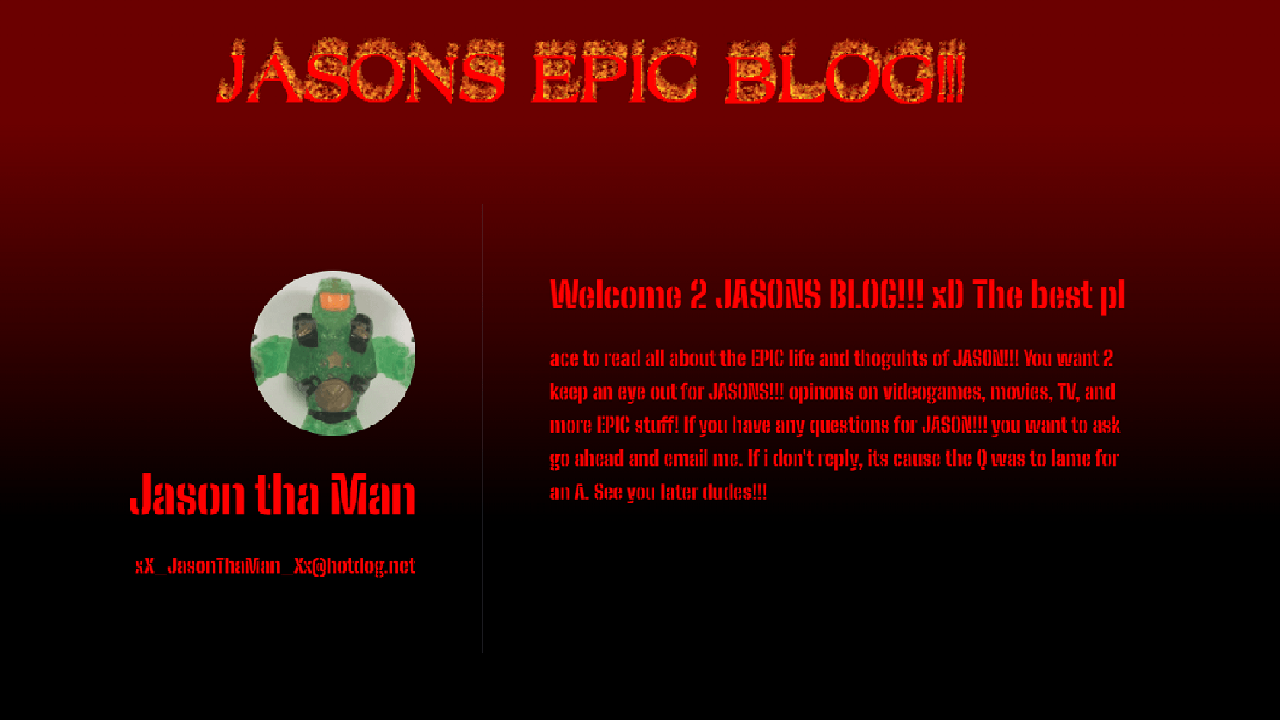 JASONS EPIC BLOG!!!
Jason tha Man
xX_JasonThaMan_Xx@hotdog.net
Welcome 2 JASONS BLOG!!! xD The best pl
ace to read all about the EPIC life and thoguhts of JASON!!! You want 2
keep an eye out for JASONS!!! opinons on videogames, movies, TV, and
more EPIC stuff! If you have any questions for JASON!!! you want to ask
go ahead and email me. If i don't reply, its cause the Q was to lame for
an A. See you later dudes!!!